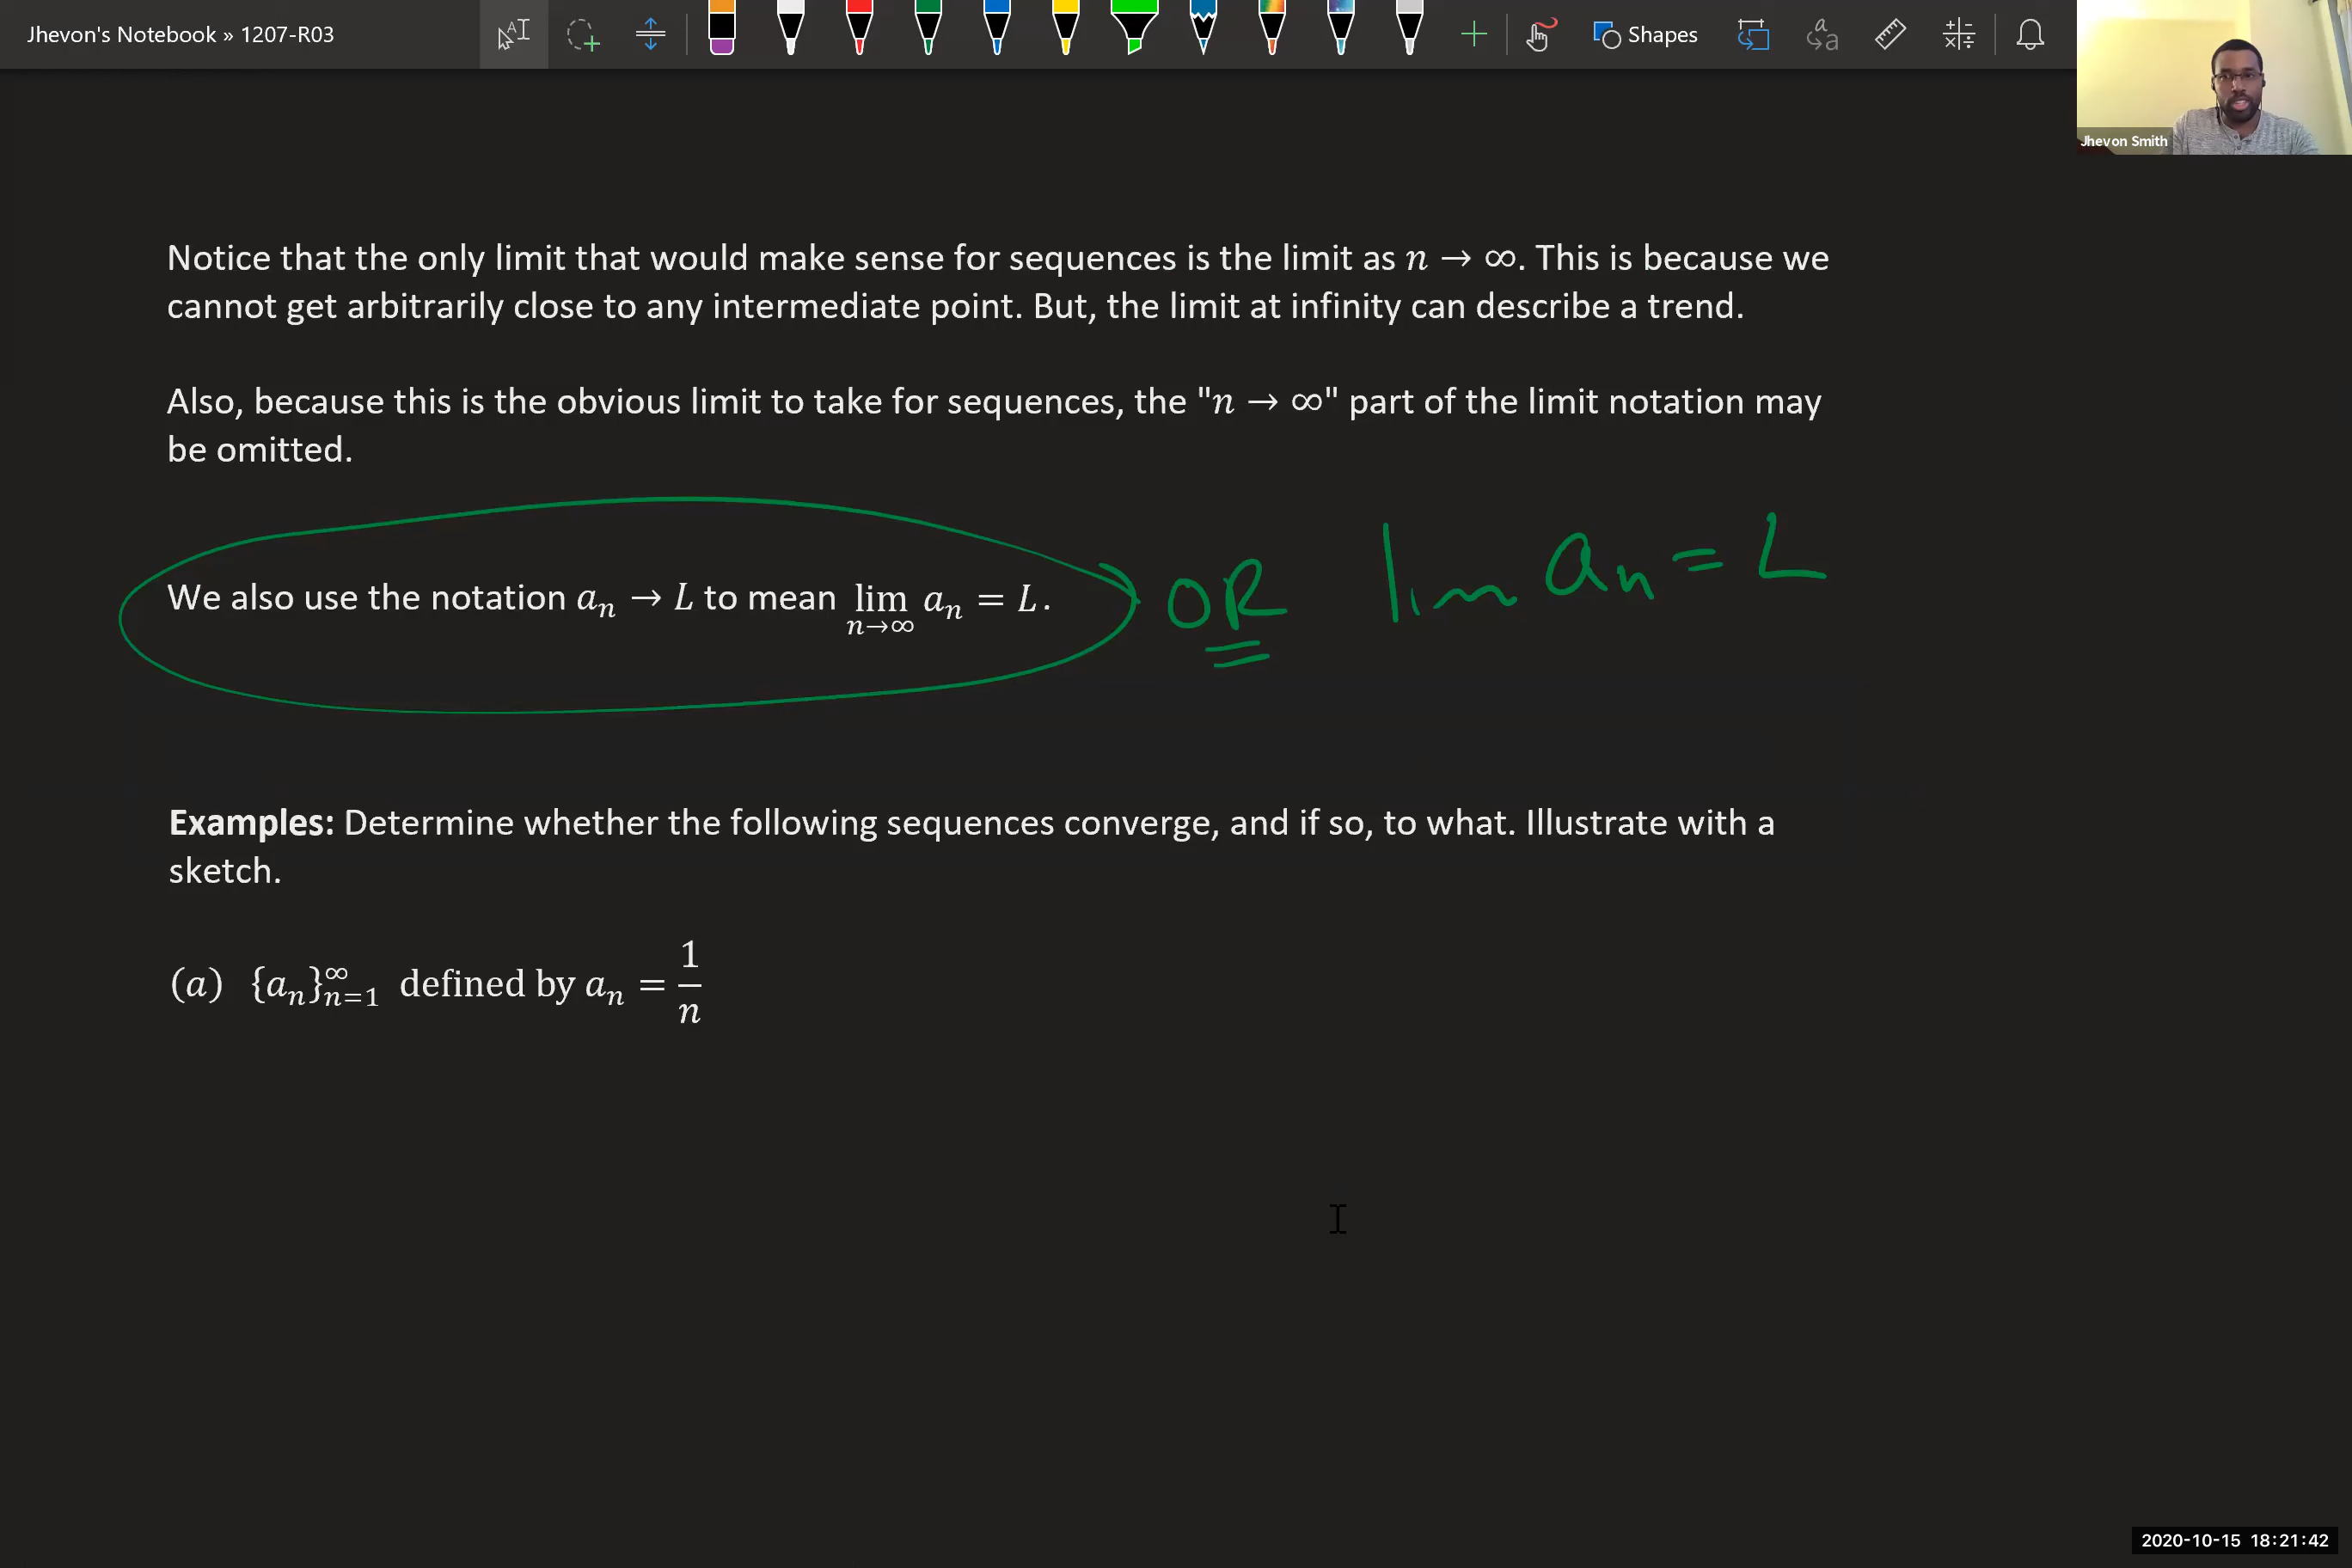 Jhevon's Notebook » 1207-R03
Shapes
Jhevon Smith
Notice that the only limit that would make sense for sequences is the limit as n → ∞. This is because we
cannot get arbitrarily close to any intermediate point. But, the limit at infinity can describe a trend.
Also, because this is the obvious limit to take for sequences, the "n → ∞" part of the limit notation may
be omitted.
We also use the notation aₙ → L to mean lim_{n→∞} aₙ = L.
OR lim aₙ = L
Examples: Determine whether the following sequences converge, and if so, to what. Illustrate with a
sketch.
(a) {aₙ}_{n=1}^∞ defined by aₙ = 1/n
2020-10-15 18:21:42